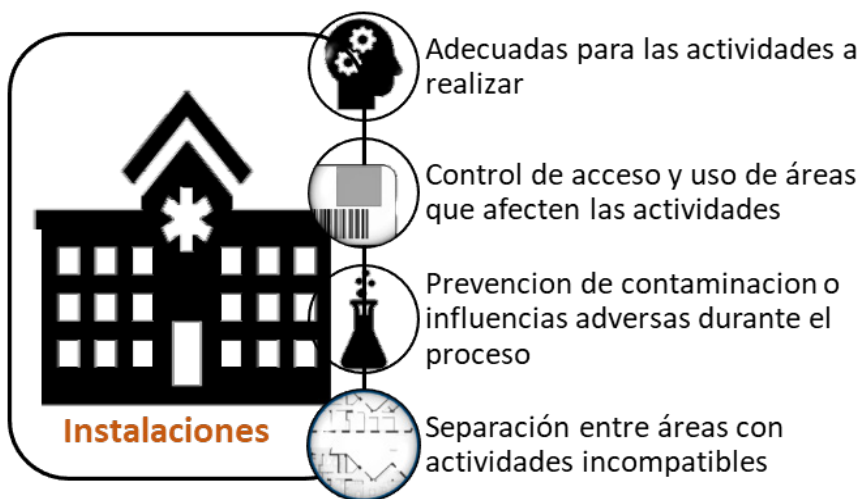 Adecuadas para las actividades a
realizar
Control de acceso y uso de áreas
que afecten las actividades
Prevencion de contaminacion o
influencias adversas durante el
proceso
Instalaciones
Separación entre áreas con
actividades incompatibles